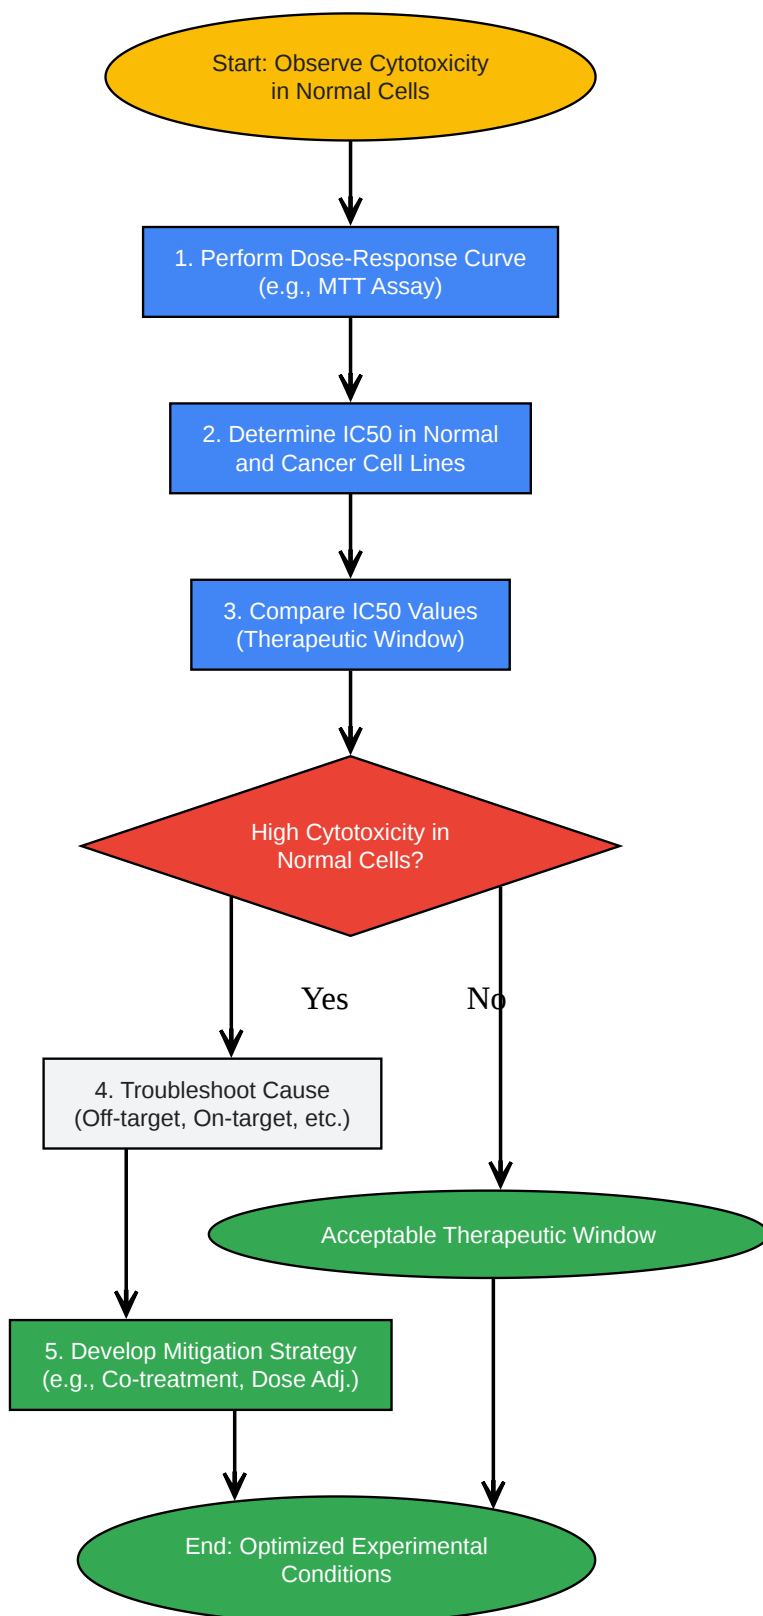 Start: Observe Cytotoxicity
in Normal Cells
1. Perform Dose-Response Curve
(e.g., MTT Assay)
2. Determine IC50 in Normal
and Cancer Cell Lines
3. Compare IC50 Values
(Therapeutic Window)
High Cytotoxicity in
Normal Cells?
Yes
No
4. Troubleshoot Cause
(Off-target, On-target, etc.)
Acceptable Therapeutic Window
5. Develop Mitigation Strategy
(e.g., Co-treatment, Dose Adj.)
End: Optimized Experimental
Conditions